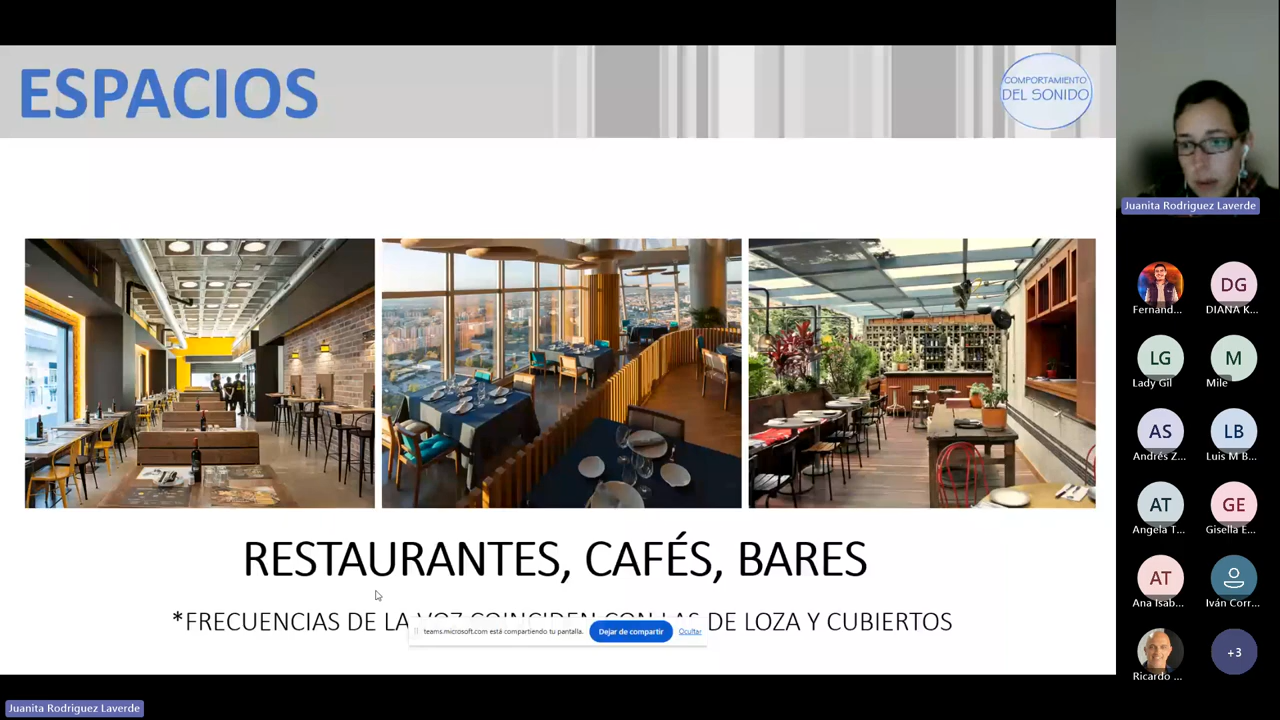 ESPACIOS
COMPORTAMIENTO
DEL SONIDO
RESTAURANTES, CAFÉS, BARES
*FRECUENCIAS DE LA VOZ COINCIDEN CON LAS DE LOZA Y CUBIERTOS
teams.microsoft.com está compartiendo tu pantalla.
Dejar de compartir
Ocultar
Juanita Rodriguez Laverde
Fernand...
DG
DIANA K...
LG
Lady Gil
M
Mile
AS
Andrés Z...
LB
Luis M B...
AT
Angela T...
GE
Gisella E...
AT
Ana Isab...
Iván Corr...
Ricardo ...
+3
Juanita Rodriguez Laverde